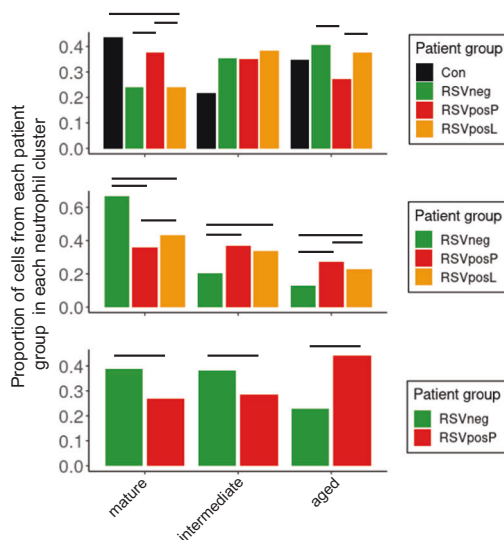 Proportion of cells from each patient
group in each neutrophil cluster
0.4
0.3
0.2
0.1
0.0
Patient group
Con
RSVneg
RSVposP
RSVposL
0.6
0.4
0.2
0.0
Patient group
RSVneg
RSVposP
RSVposL
0.4
0.3
0.2
0.1
0.0
Patient group
RSVneg
RSVposP
mature
intermediate
aged